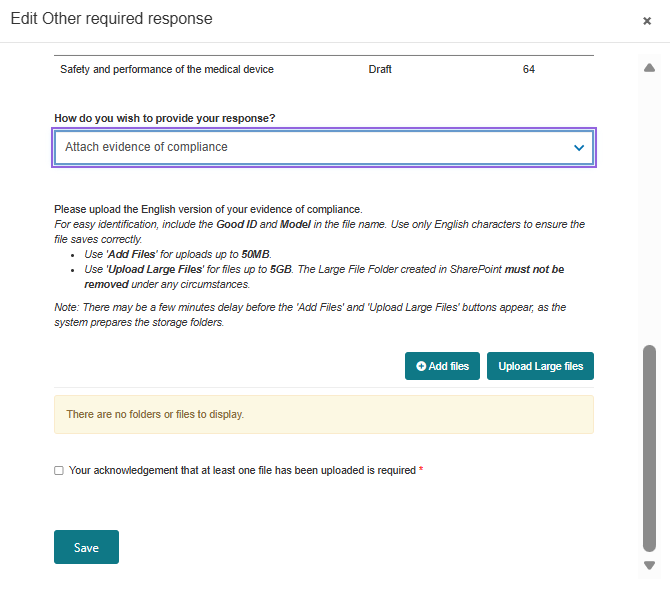 Edit Other required response
×
Safety and performance of the medical device Draft 64
How do you wish to provide your response?
Attach evidence of compliance
Please upload the English version of your evidence of compliance.
For easy identification, include the Good ID and Model in the file name. Use only English characters to ensure the
file saves correctly.
• Use 'Add Files' for uploads up to 50MB.
• Use 'Upload Large Files' for files up to 5GB. The Large File Folder created in SharePoint must not be
removed under any circumstances.
Note: There may be a few minutes delay before the 'Add Files' and 'Upload Large Files' buttons appear, as the
system prepares the storage folders.
Add files Upload Large files
There are no folders or files to display.
Your acknowledgement that at least one file has been uploaded is required *
Save